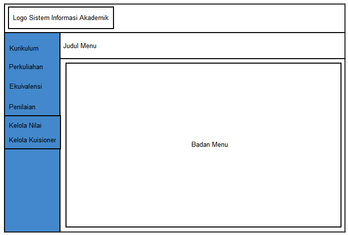 Logo Sistem Informasi Akademik
Kurikulum
Judul Menu
Perkuliahan
Ekuivalensi
Penilaian
Kelola Nilai
Kelola Kuisioner
Badan Menu